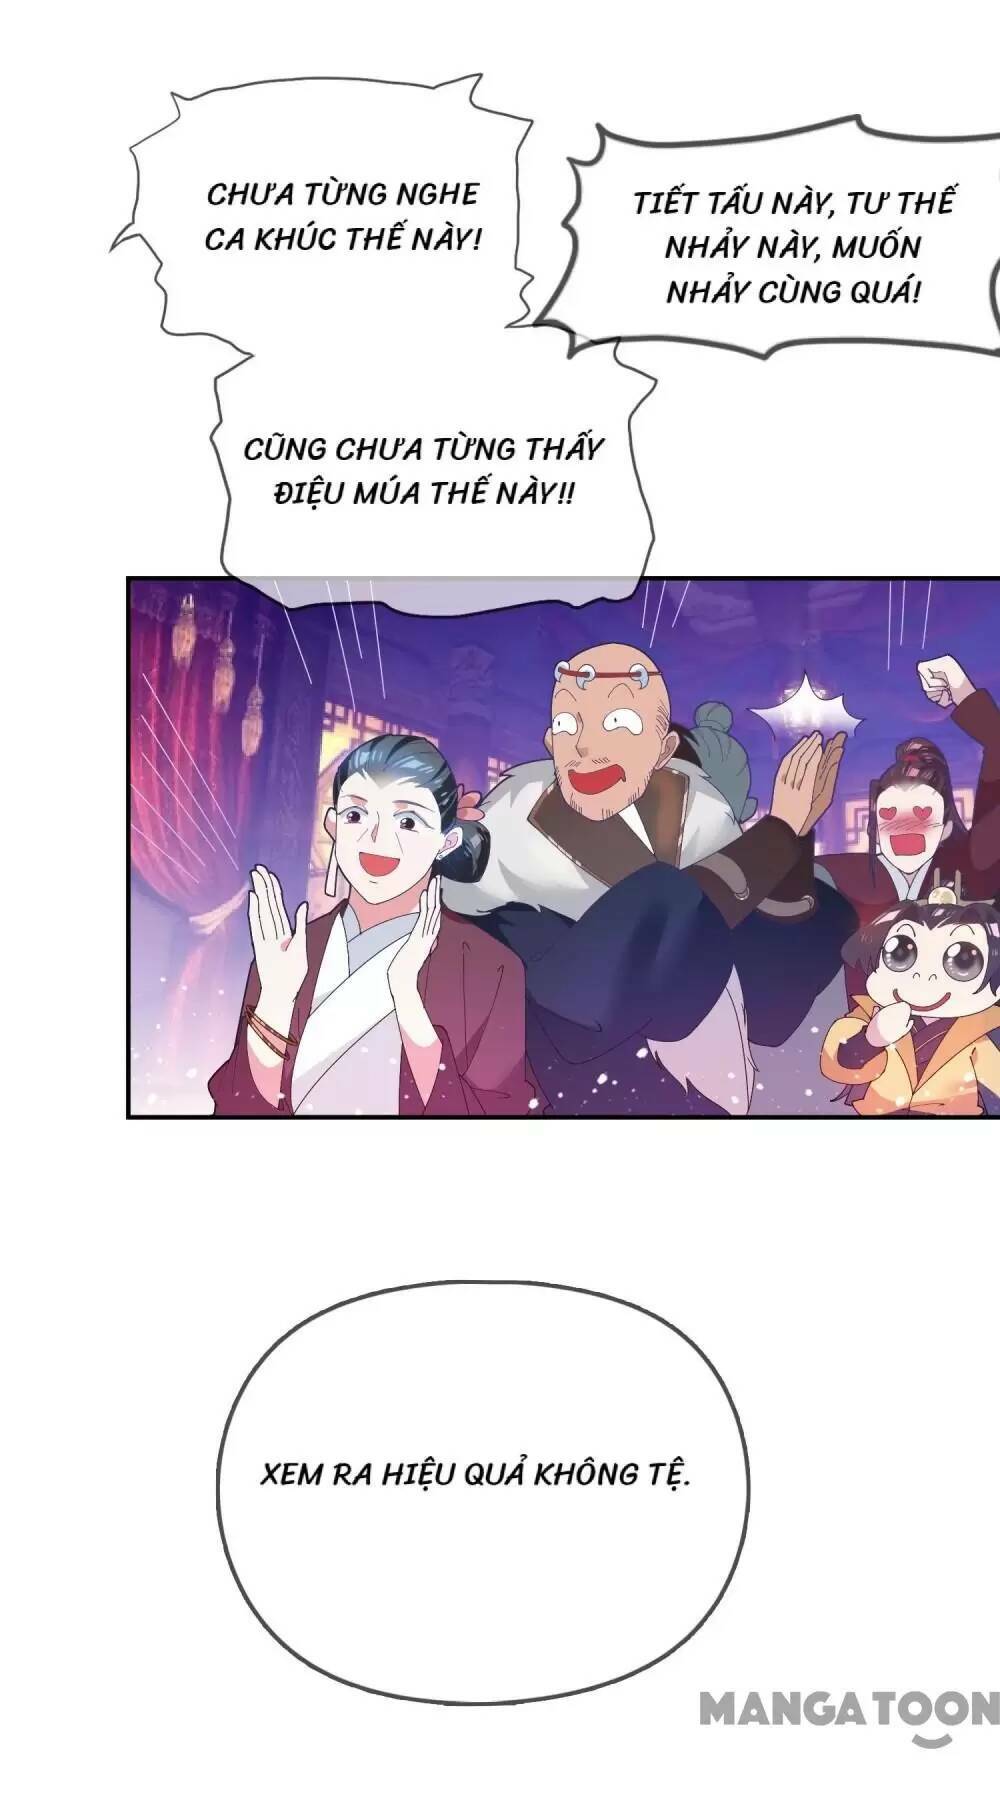 CHƯA TỪNG NGHE
CA KHÚC THẾ NÀY!
TIẾT TẤU NÀY, TƯ THẾ
NHẢY NÀY, MUỐN
NHẢY CÙNG QUÁ!
CŨNG CHƯA TỪNG THẤY
ĐIỆU MÚA THẾ NÀY!!
XEM RA HIỆU QUẢ KHÔNG TỆ.
MANGATOON